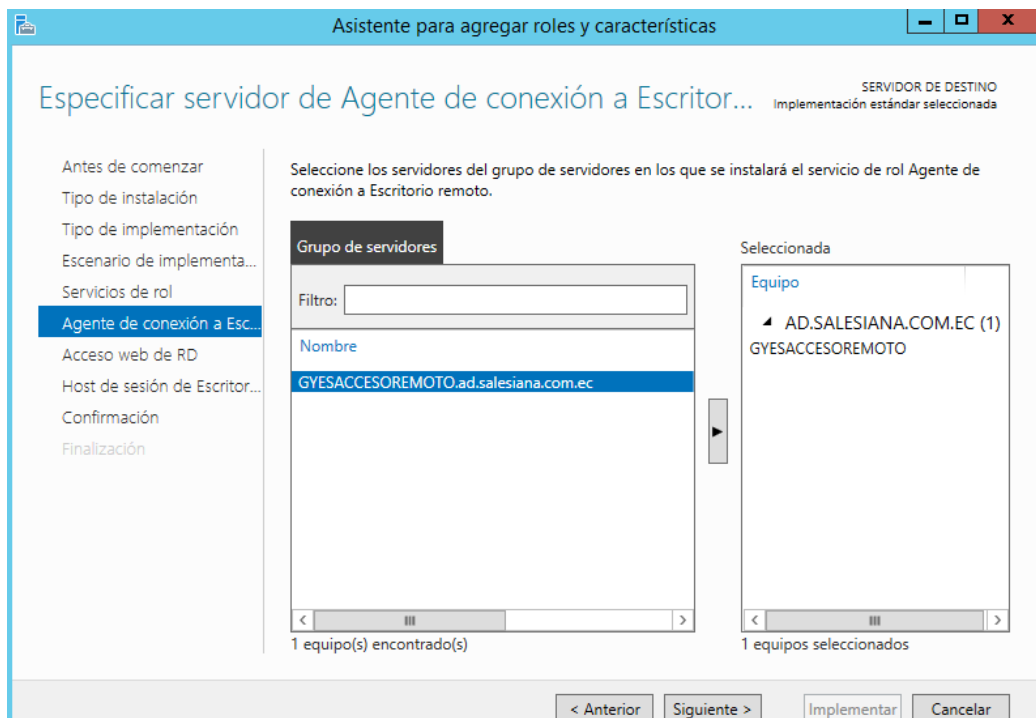 Asistente para agregar roles y características
Especificar servidor de Agente de conexión a Escritor...
SERVIDOR DE DESTINO
Implementación estándar seleccionada
Antes de comenzar
Tipo de instalación
Tipo de implementación
Escenario de implementa...
Servicios de rol
Agente de conexión a Esc...
Acceso web de RD
Host de sesión de Escritor...
Confirmación
Finalización
Seleccione los servidores del grupo de servidores en los que se instalará el servicio de rol Agente de
conexión a Escritorio remoto.
Grupo de servidores
Filtro:
Nombre
GYESACCESOREMOTO.ad.salesiana.com.ec
1 equipo(s) encontrado(s)
Seleccionada
Equipo
AD.SALESIANA.COM.EC (1)
GYESACCESOREMOTO
1 equipos seleccionados
< Anterior
Siguiente >
Implementar
Cancelar